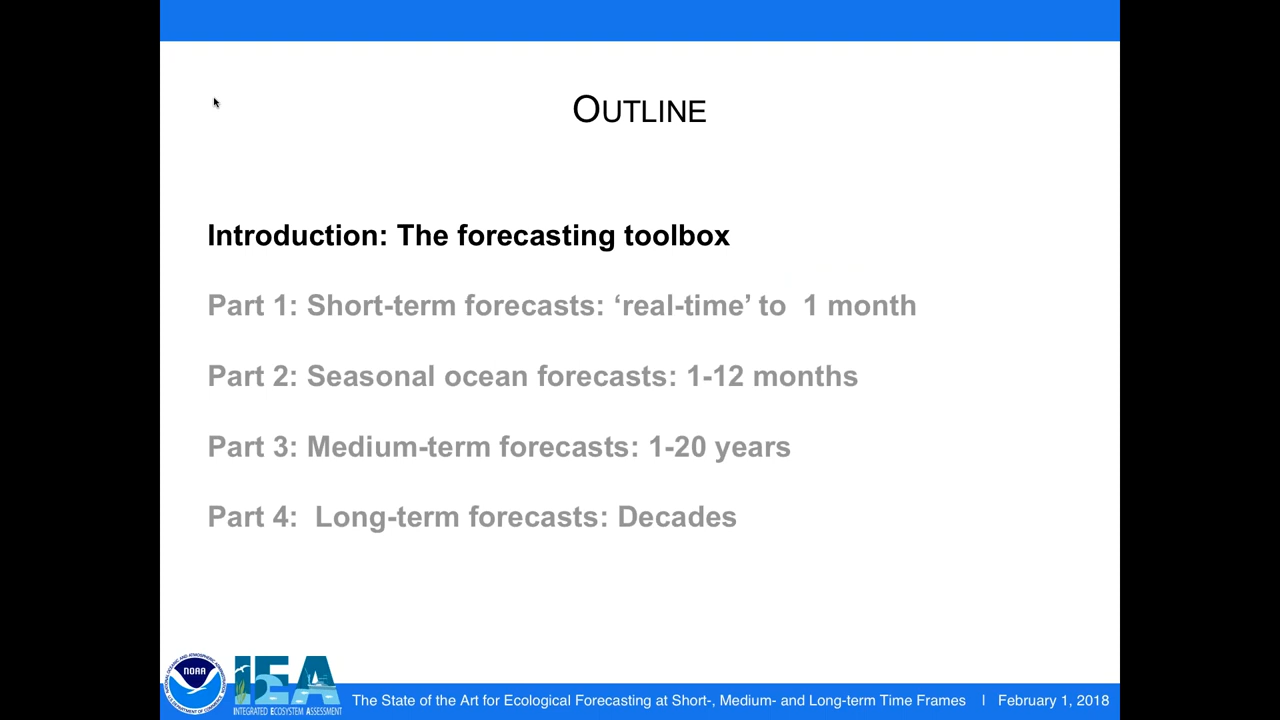 OUTLINE
Introduction: The forecasting toolbox
Part 1: Short-term forecasts: ‘real-time’ to  1 month
Part 2: Seasonal ocean forecasts: 1-12 months
Part 3: Medium-term forecasts: 1-20 years
Part 4:  Long-term forecasts: Decades
NOAA
IEA
INTEGRATED ECOSYSTEM ASSESSMENT
The State of the Art for Ecological Forecasting at Short-, Medium- and Long-term Time Frames | February 1, 2018